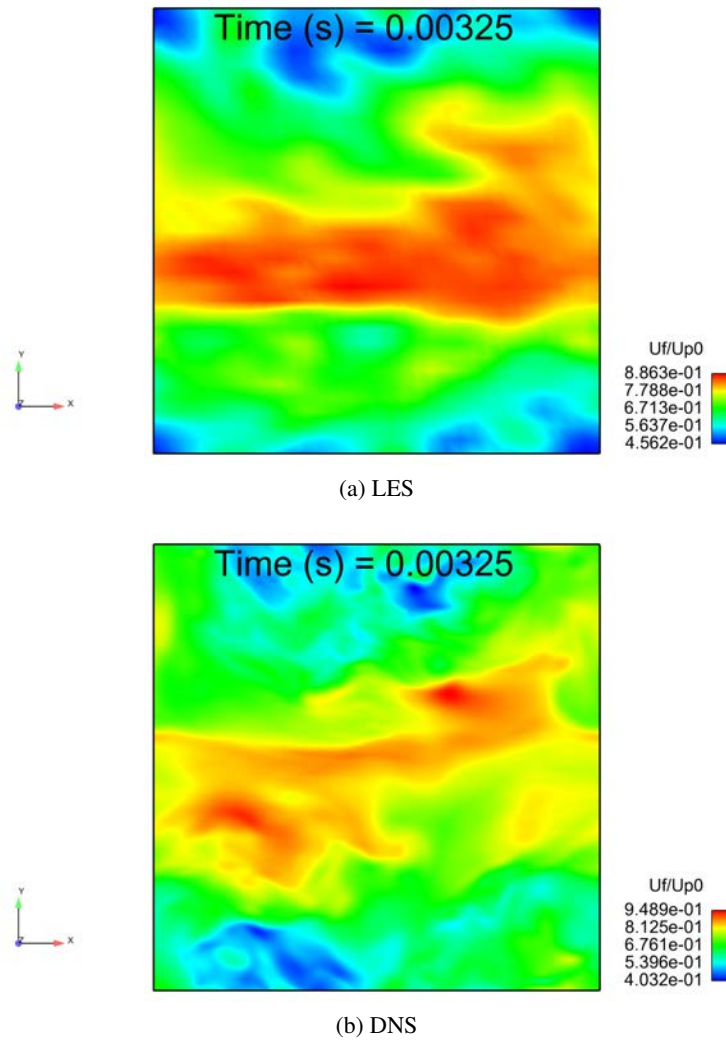 Time (s) = 0.00325
Uf/Up0
8.863e-01
7.788e-01
6.713e-01
5.637e-01
4.562e-01
Y
X
Z
(a) LES
Time (s) = 0.00325
Uf/Up0
9.489e-01
8.125e-01
6.761e-01
5.396e-01
4.032e-01
Y
X
Z
(b) DNS